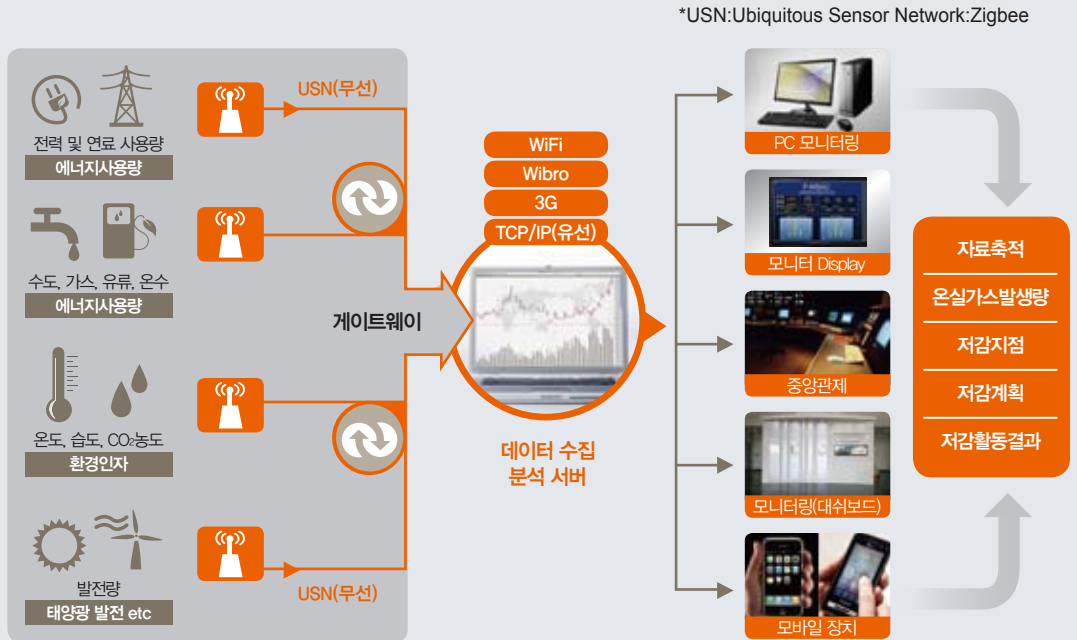 *USN:Ubiquitous Sensor Network:Zigbee
전력 및 연료 사용량
에너지사용량
USN(무선)
수도, 가스, 유류, 온수
에너지사용량
온도, 습도, CO₂농도
환경인자
발전량
태양광 발전 etc
USN(무선)
게이트웨이
WiFi
Wibro
3G
TCP/IP(유선)
데이터 수집
분석 서버
PC 모니터링
모니터 Display
중앙관제
모니터링(대쉬보드)
모바일 장치
자료축적
온실가스발생량
저감지점
저감계획
저감활동결과